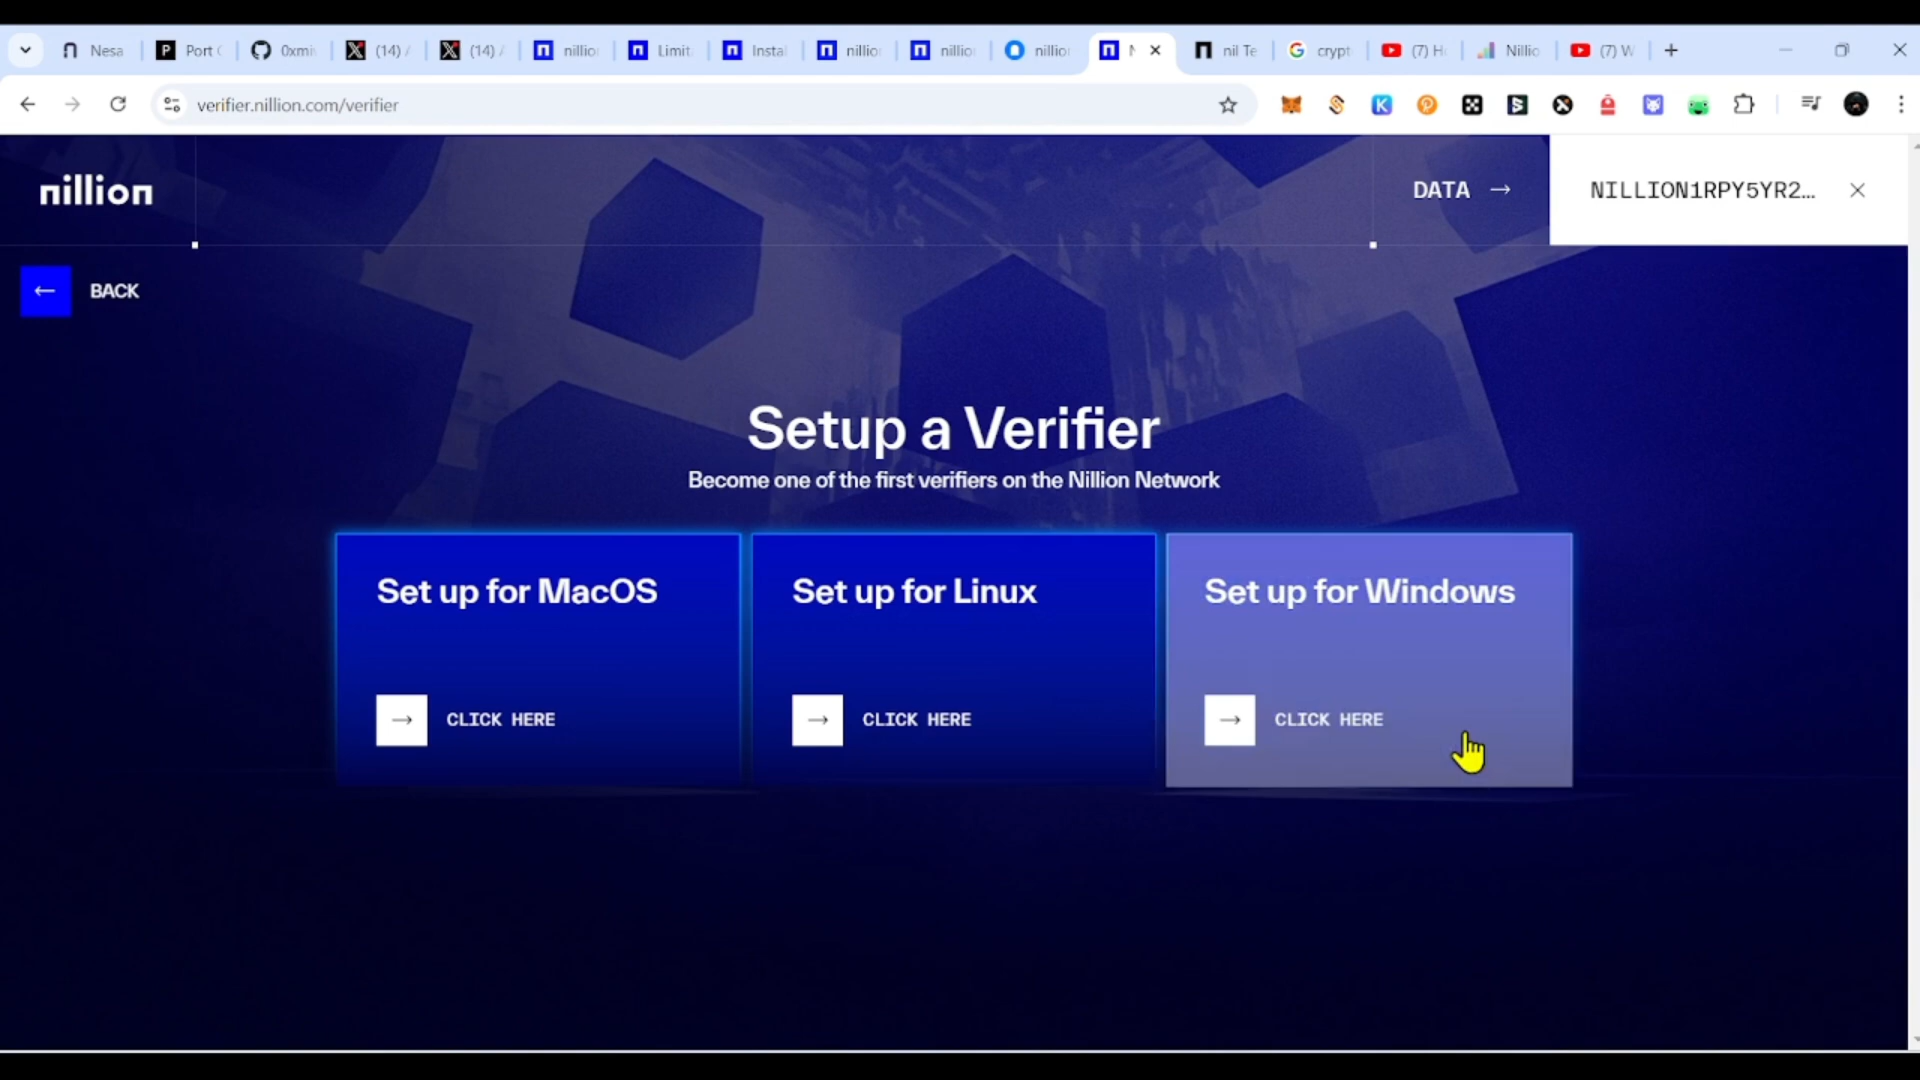 Nesa
Port
0xmi
(14)
(14)
nillio
Limit
Instal
nillio
nillio
nillio
nil Te
crypt
(7) H
Nillio
(7) W
verifier.nillion.com/verifier
nillion
DATA →
NILLION1RPY5YR2...
← BACK
Setup a Verifier
Become one of the first verifiers on the Nillion Network
Set up for MacOS
Set up for Linux
Set up for Windows
→ CLICK HERE
→ CLICK HERE
→ CLICK HERE